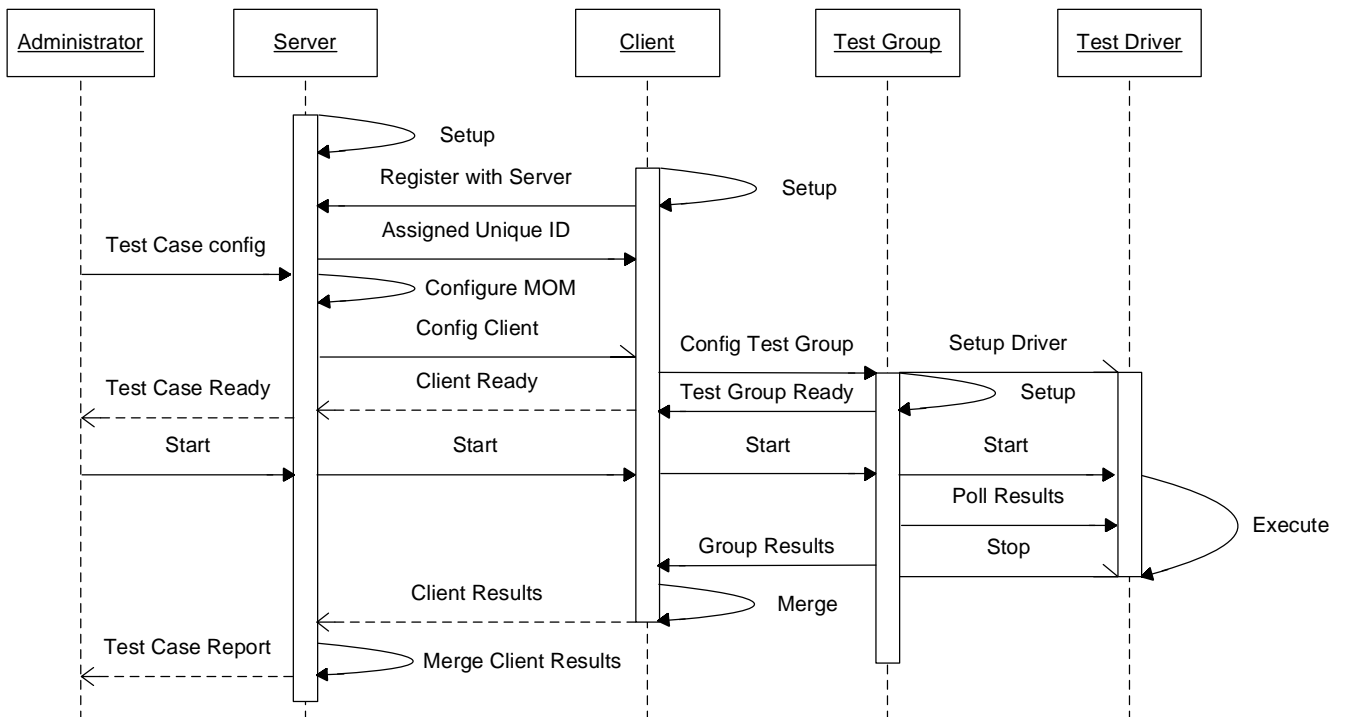 Administrator
Server
Client
Test Group
Test Driver
Setup
Register with Server
Setup
Assigned Unique ID
Test Case config
Configure MOM
Config Client
Config Test Group
Setup Driver
Test Case Ready
Client Ready
Test Group Ready
Setup
Start
Start
Start
Start
Poll Results
Execute
Group Results
Stop
Client Results
Merge
Test Case Report
Merge Client Results